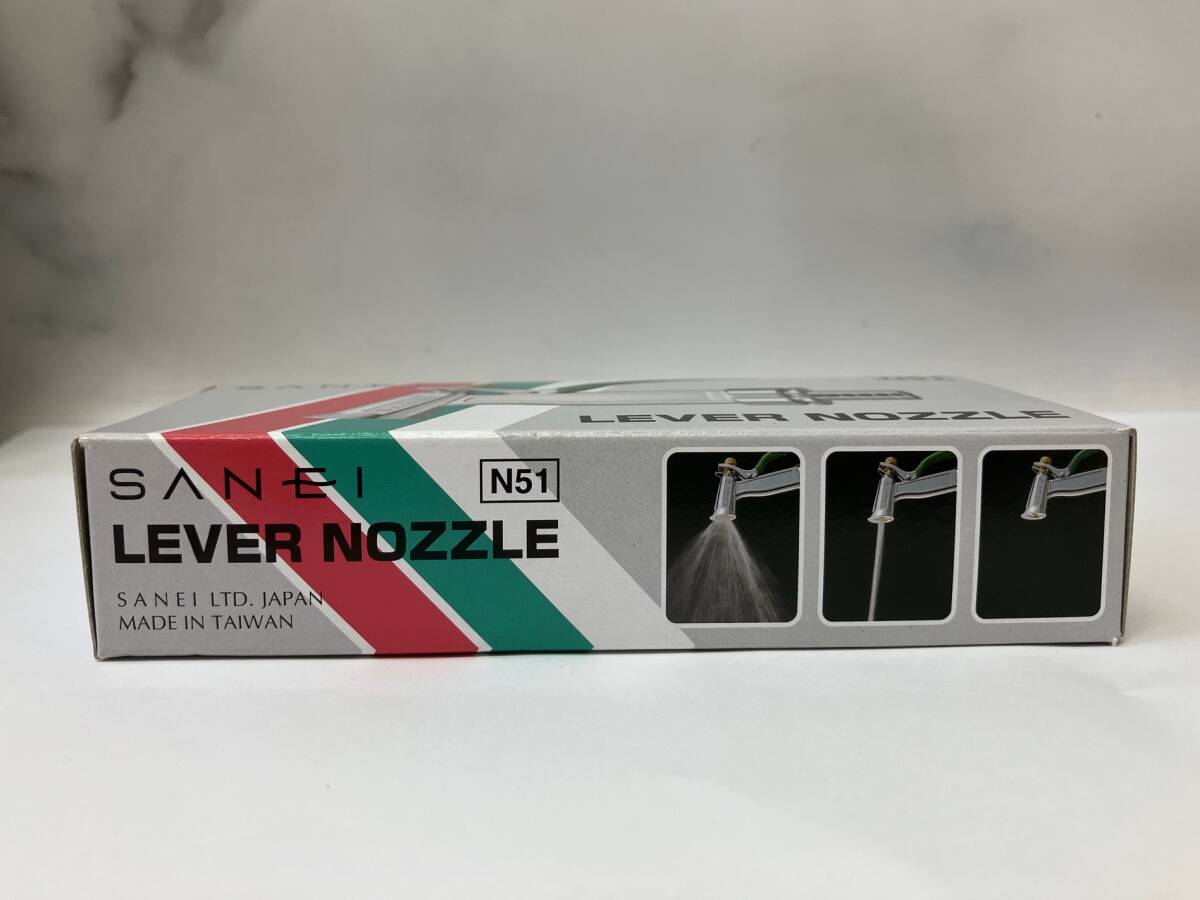 LEVER NOZZLE
SANEI
N51
LEVER NOZZLE
SANEI LTD. JAPAN
MADE IN TAIWAN